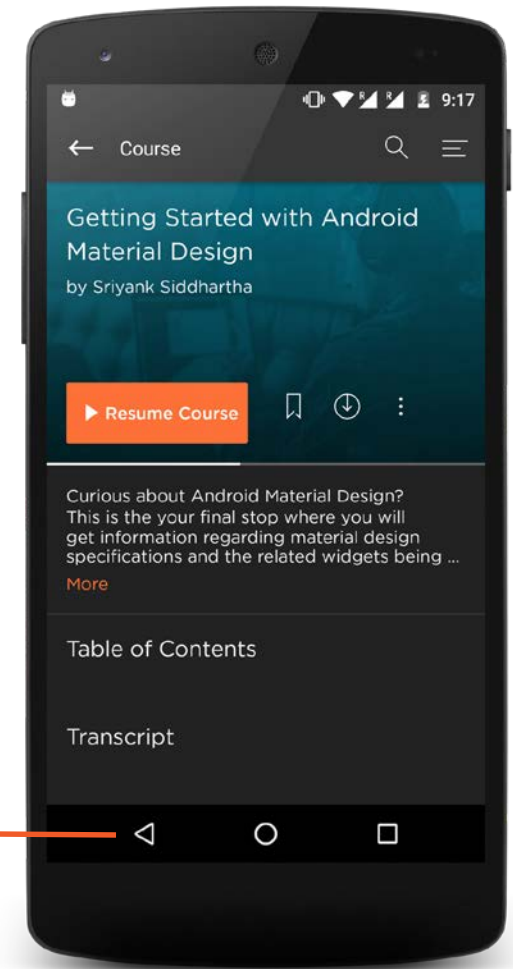 R R 9:17
Course
Getting Started with Android
Material Design
by Sriyank Siddhartha
Resume Course
Curious about Android Material Design?
This is the your final stop where you will
get information regarding material design
specifications and the related widgets being ...
More
Table of Contents
Transcript